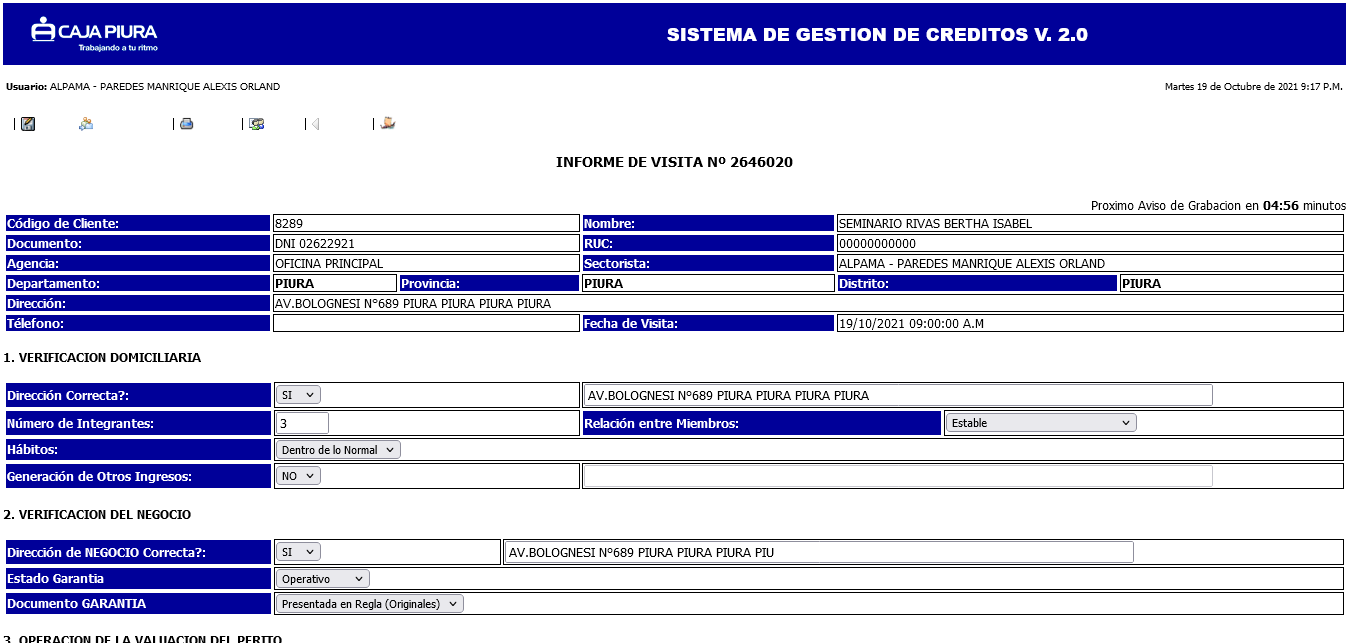 CAJA PIURA
Trabajando a tu ritmo
SISTEMA DE GESTION DE CREDITOS V. 2.0
Usuario: ALPAMA - PAREDES MANRIQUE ALEXIS ORLAND
Martes 19 de Octubre de 2021 9:17 P.M.
INFORME DE VISITA Nº 2646020
Proximo Aviso de Grabacion en 04:56 minutos
Código de Cliente: 8289 Nombre: SEMINARIO RIVAS BERTHA ISABEL
Documento: DNI 02622921 RUC: 00000000000
Agencia: OFICINA PRINCIPAL Sectorista: ALPAMA - PAREDES MANRIQUE ALEXIS ORLAND
Departamento: PIURA Provincia: PIURA Distrito: PIURA
Dirección: AV.BOLOGNESI N°689 PIURA PIURA PIURA PIURA
Télefono: Fecha de Visita: 19/10/2021 09:00:00 A.M
1. VERIFICACION DOMICILIARIA
Dirección Correcta?: SI AV.BOLOGNESI N°689 PIURA PIURA PIURA PIURA
Número de Integrantes: 3 Relación entre Miembros: Estable
Hábitos: Dentro de lo Normal
Generación de Otros Ingresos: NO
2. VERIFICACION DEL NEGOCIO
Dirección de NEGOCIO Correcta?: SI AV.BOLOGNESI N°689 PIURA PIURA PIURA PIU
Estado Garantia Operativo
Documento GARANTIA Presentada en Regla (Originales)
3. OPERACION DE LA VALUACION DEL PERITO